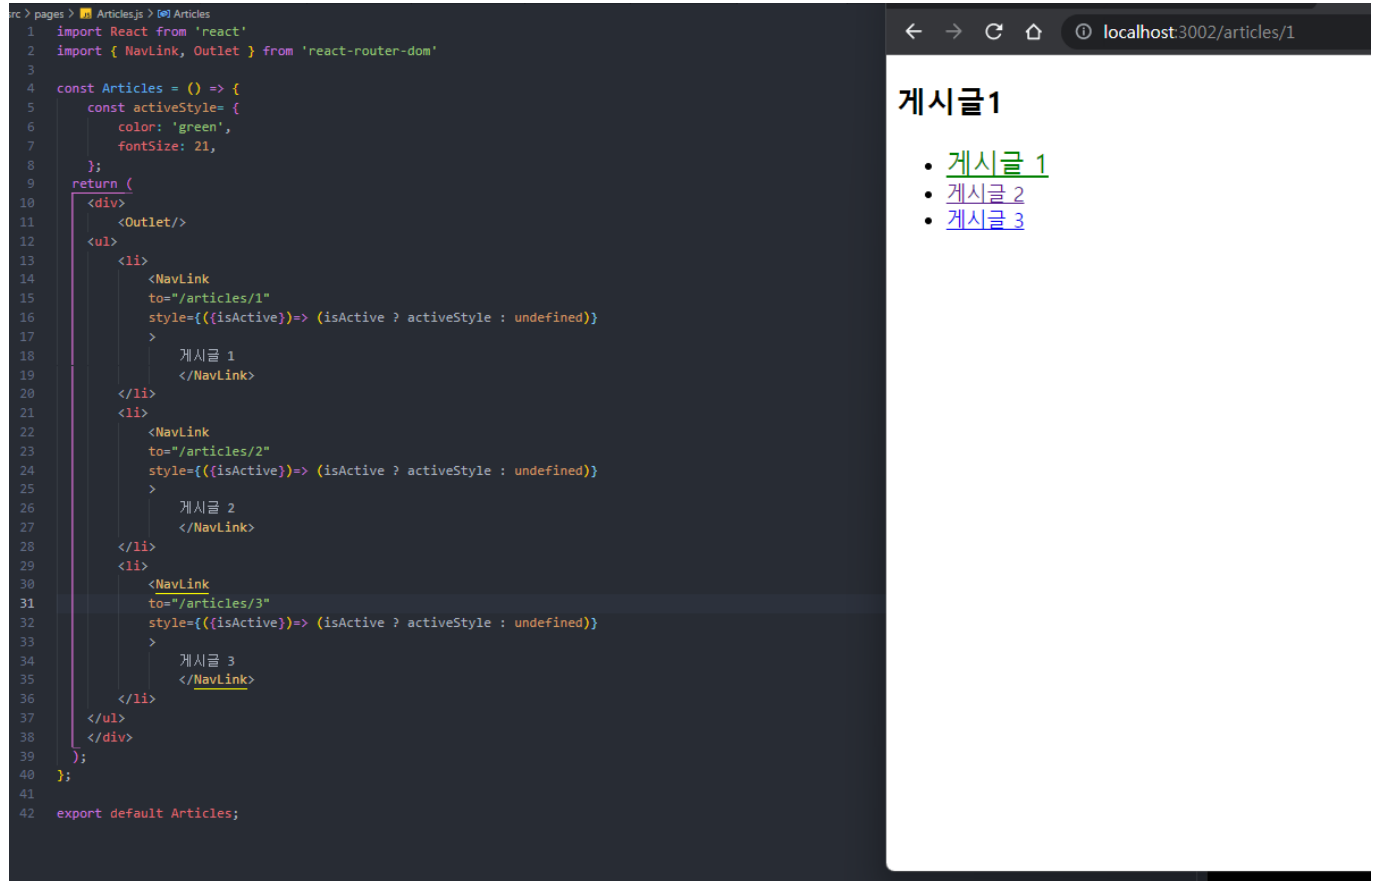 src > pages > JS Articles.js > Articles
1 import React from 'react'
2 import { NavLink, Outlet } from 'react-router-dom'
3
4 const Articles = () => {
5 const activeStyle= {
6 color: 'green',
7 fontSize: 21,
8 };
9 return (
10 <div>
11 <Outlet/>
12 <ul>
13 <li>
14 <NavLink
15 to="/articles/1"
16 style={({isActive})=> (isActive ? activeStyle : undefined)}
17 >
18 게시글 1
19 </NavLink>
20 </li>
21 <li>
22 <NavLink
23 to="/articles/2"
24 style={({isActive})=> (isActive ? activeStyle : undefined)}
25 >
26 게시글 2
27 </NavLink>
28 </li>
29 <li>
30 <NavLink
31 to="/articles/3"
32 style={({isActive})=> (isActive ? activeStyle : undefined)}
33 >
34 게시글 3
35 </NavLink>
36 </li>
37 </ul>
38 </div>
39 );
40 };
41
42 export default Articles;
localhost:3002/articles/1
게시글1
게시글 1
게시글 2
게시글 3